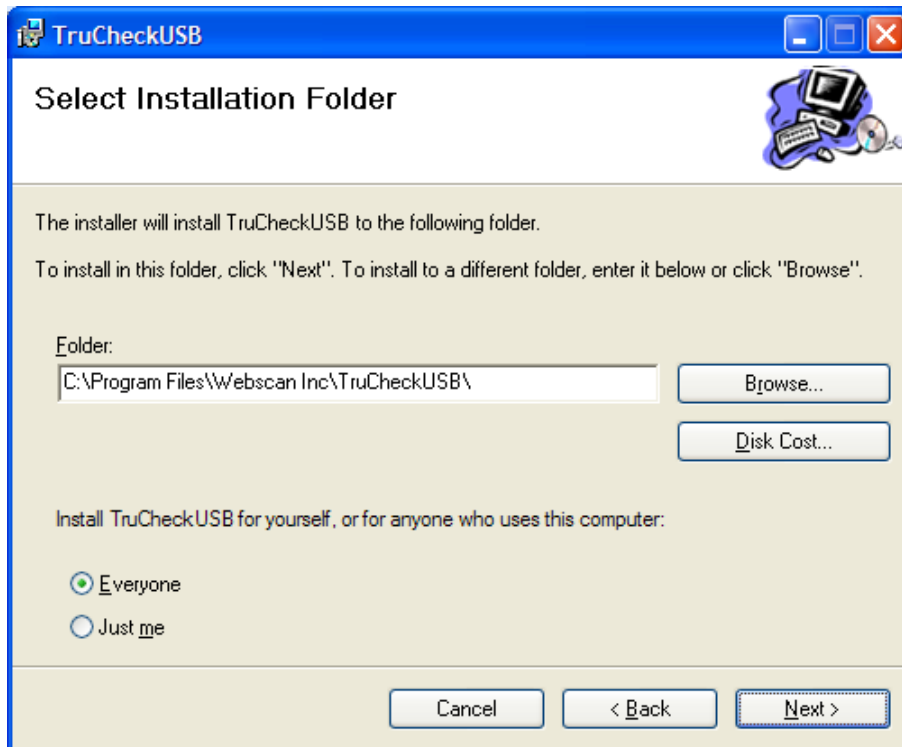 TruCheckUSB
Select Installation Folder
The installer will install TruCheckUSB to the following folder.
To install in this folder, click "Next". To install to a different folder, enter it below or click "Browse".
Folder:
C:\Program Files\Webscan Inc\TruCheckUSB\
Browse...
Disk Cost...
Install TruCheckUSB for yourself, or for anyone who uses this computer:
Everyone
Just me
Cancel
< Back
Next >